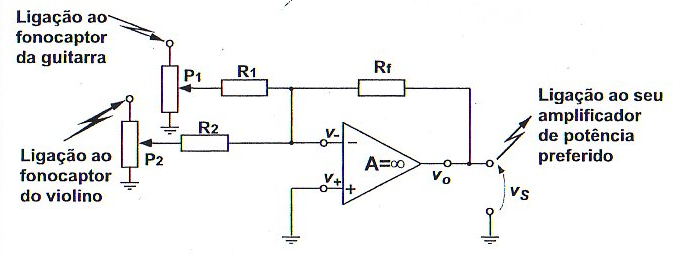 Ligação ao
fonocaptor
da guitarra
P1
R1
Rf
Ligação ao
fonocaptor
do violino
P2
R2
v-
v+
A=∞
-
+
vo
vS
Ligação ao seu
amplificador
de potência
preferido